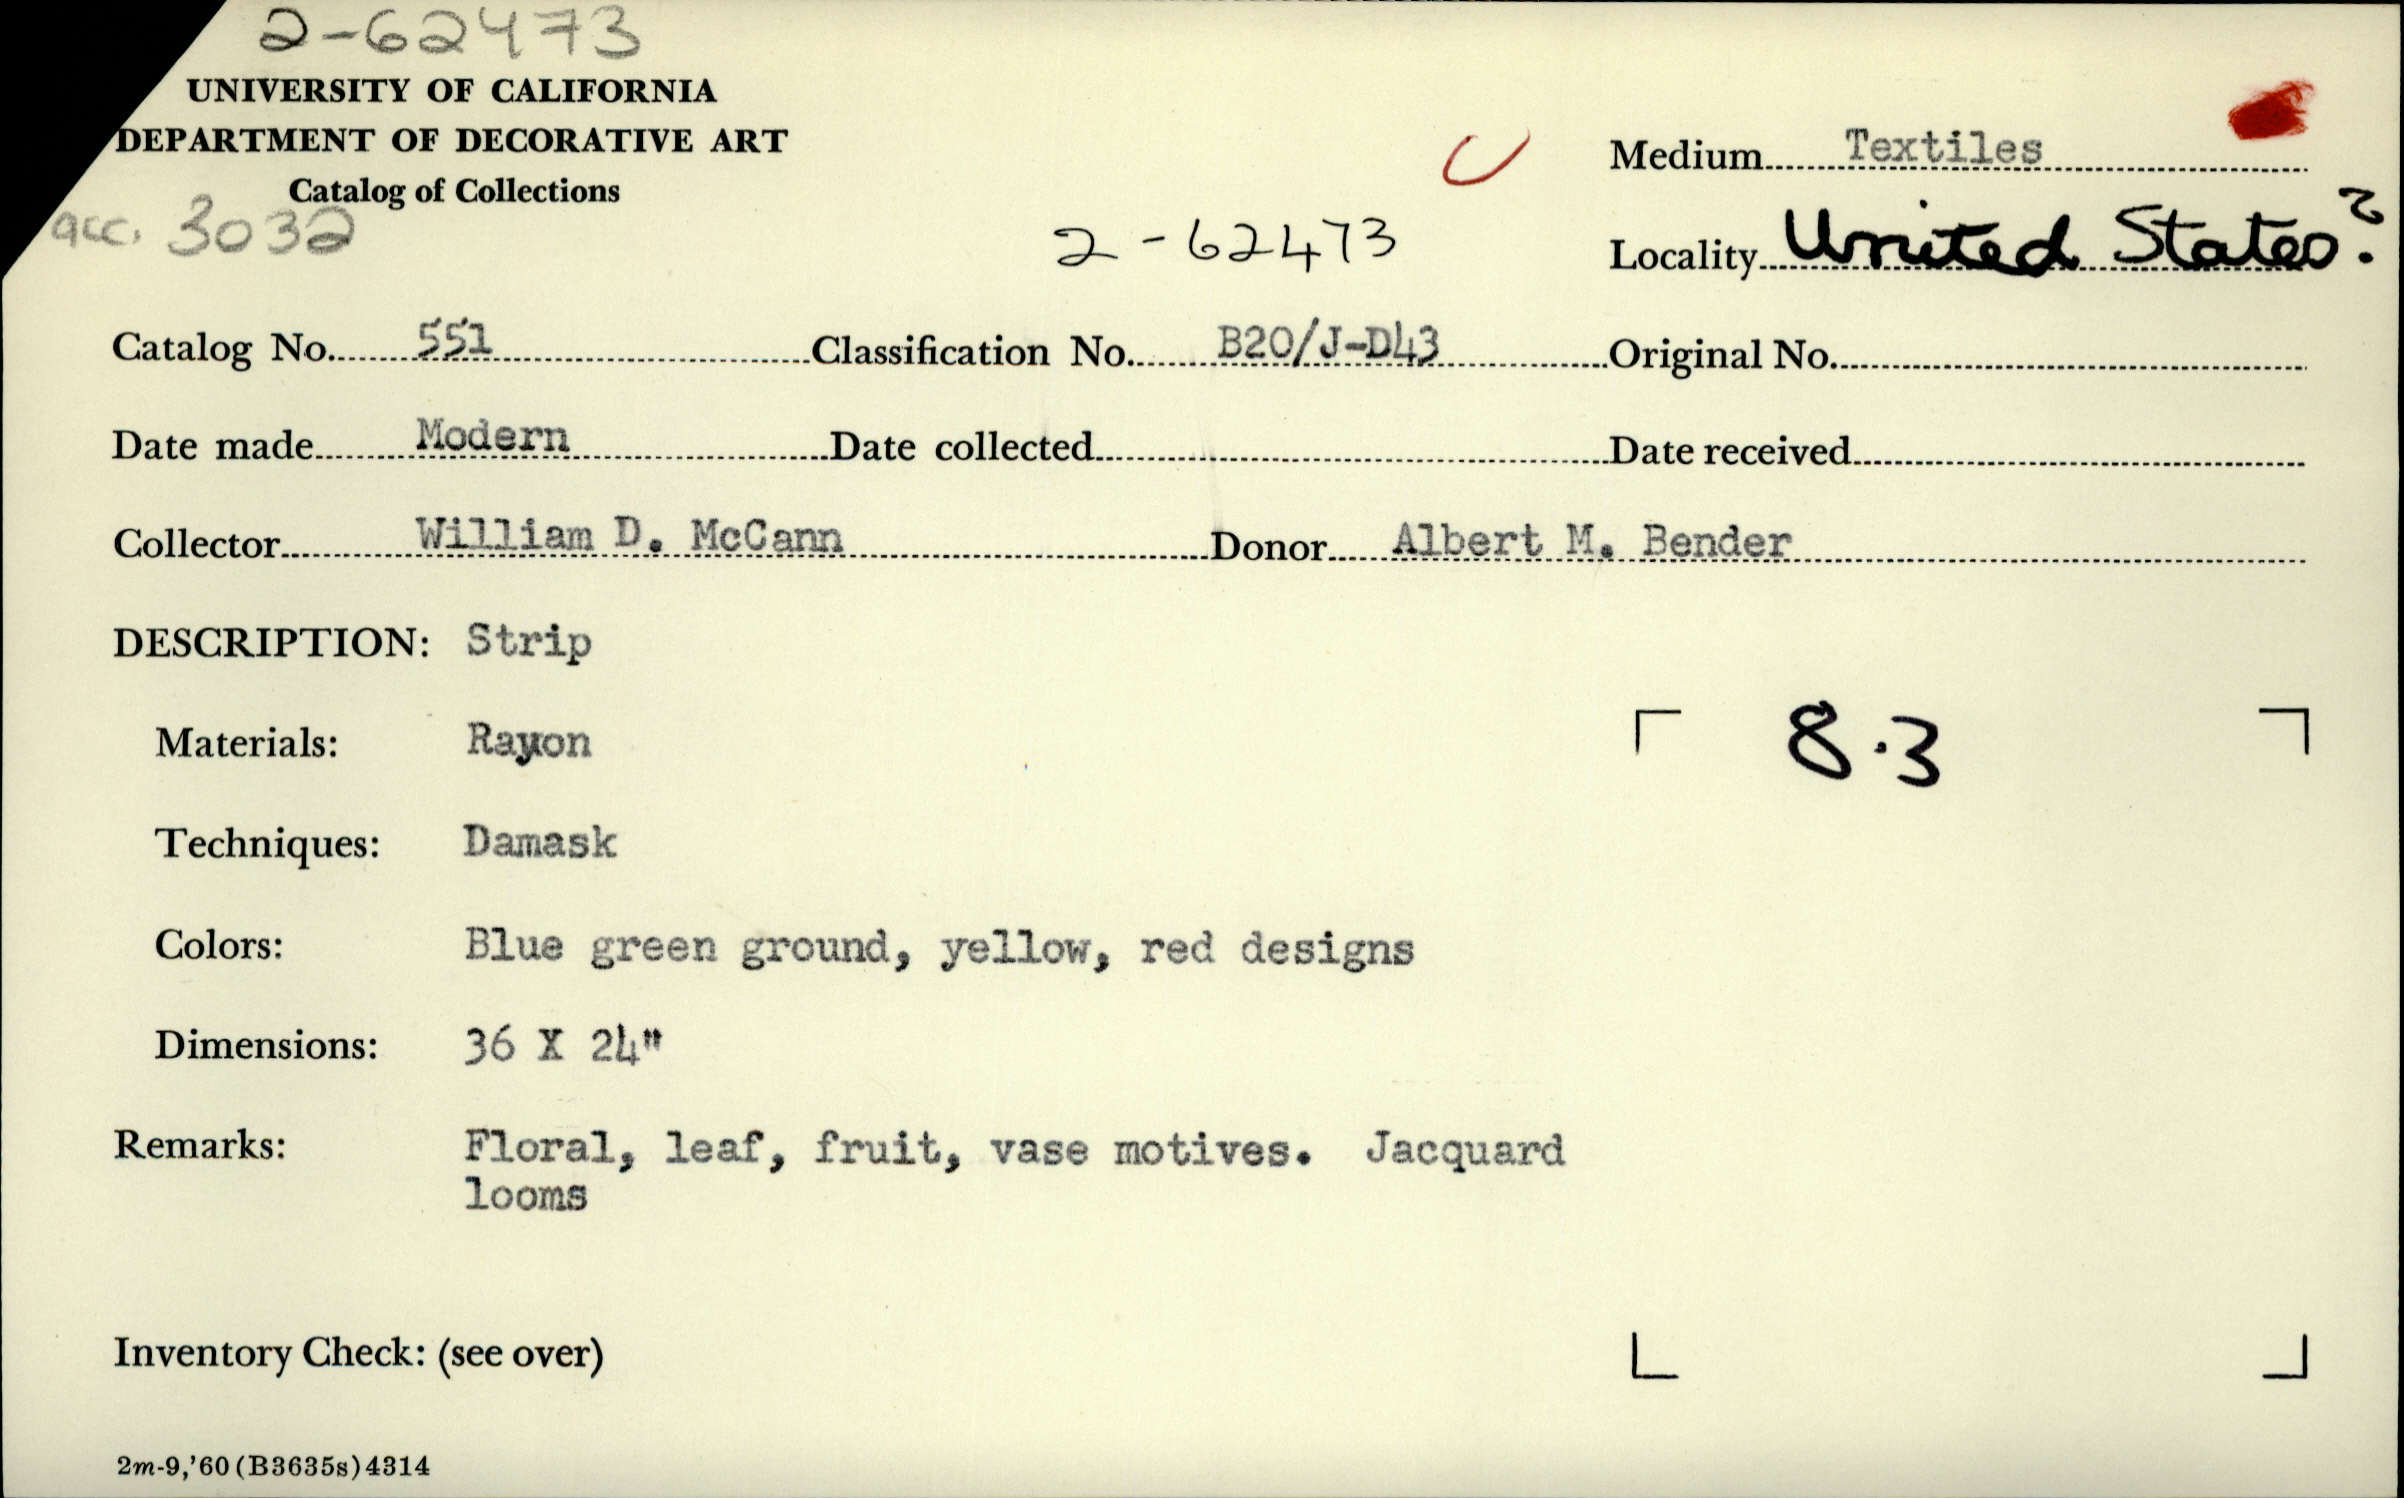 2-62473
UNIVERSITY OF CALIFORNIA
DEPARTMENT OF DECORATIVE ART
Catalog of Collections
acc. 3032
2-62473
Medium Textiles
Locality United States?
Catalog No. 551 Classification No. B20/J-D43 Original No.
Date made Modern Date collected Date received
Collector William D. McCann Donor Albert M. Bender
DESCRIPTION: Strip
Materials: Rayon
8.3
Techniques: Damask
Colors: Blue green ground, yellow, red designs
Dimensions: 36 X 24"
Remarks: Floral, leaf, fruit, vase motives. Jacquard
looms
Inventory Check: (see over)
2m-9,'60(B3635s)4314